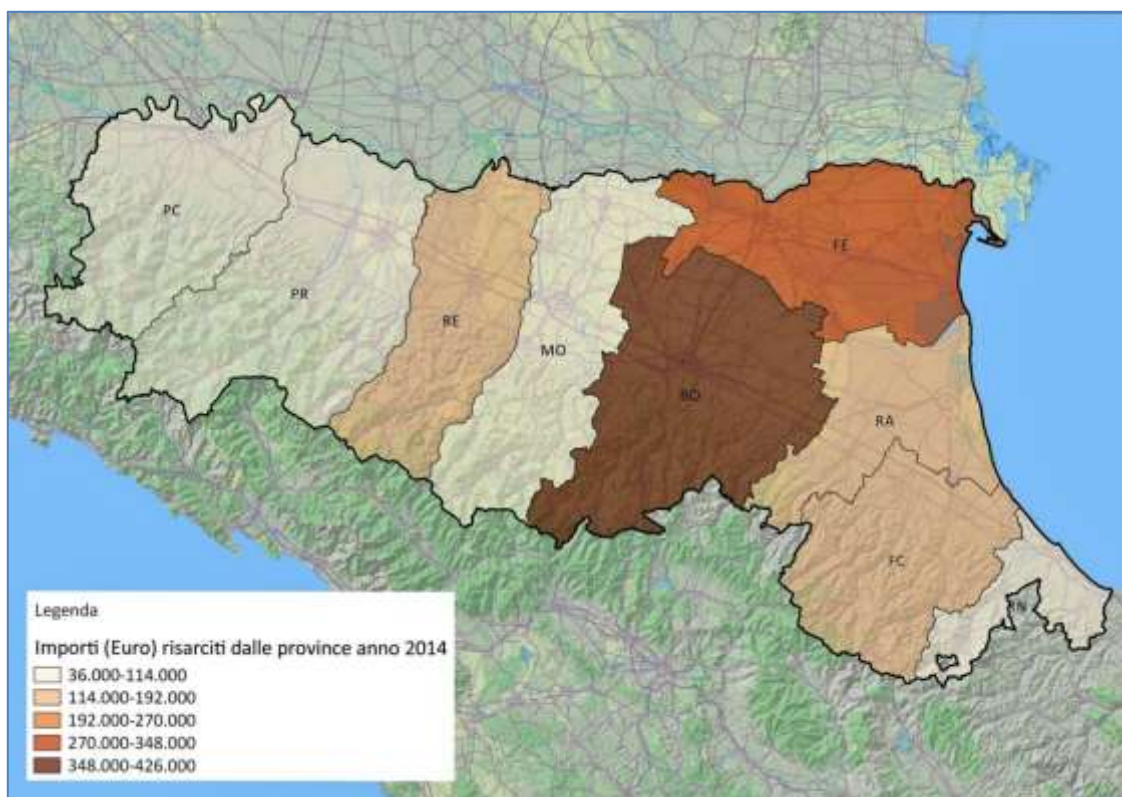 PC
PR
RE
MO
FE
BO
RA
FC
RN
Legenda
Importi (Euro) risarciti dalle province anno 2014
36.000-114.000
114.000-192.000
192.000-270.000
270.000-348.000
348.000-426.000